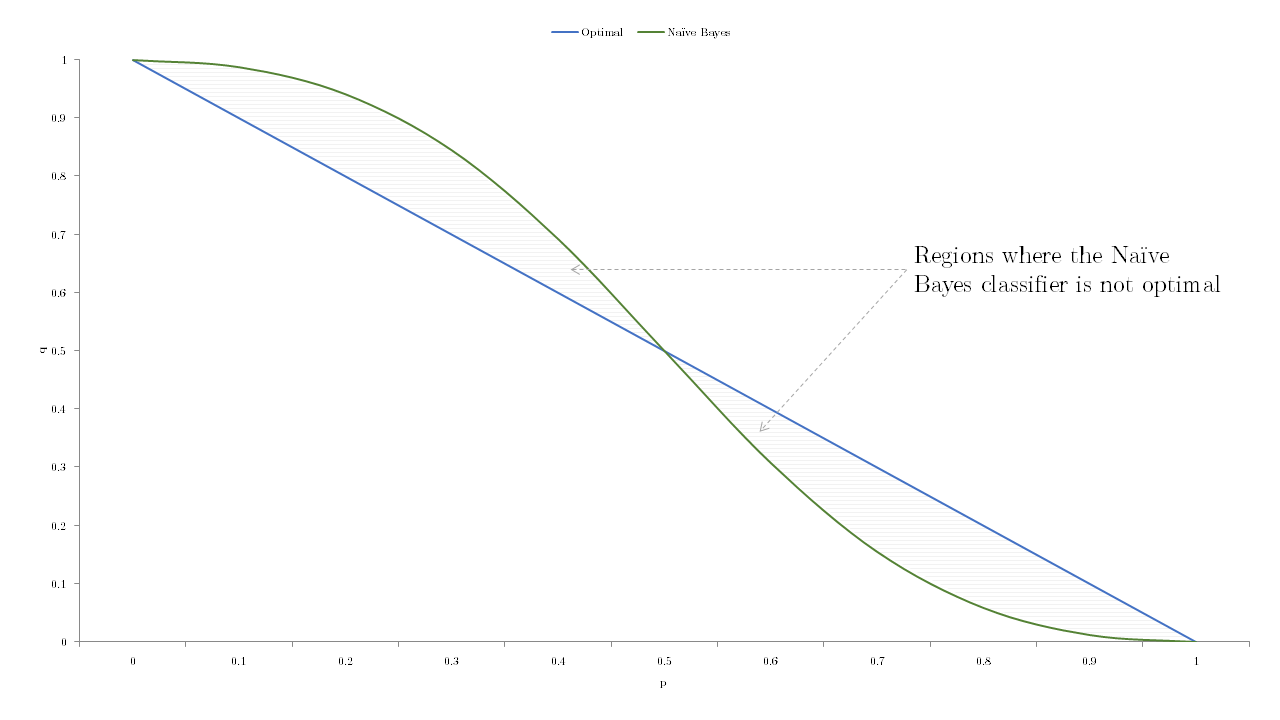 Optimal Naïve Bayes
1
0.9
0.8
0.7
Regions where the Naïve
Bayes classifier is not optimal
0.6
q
0.5
0.4
0.3
0.2
0.1
0
0 0.1 0.2 0.3 0.4 0.5 0.6 0.7 0.8 0.9 1
p